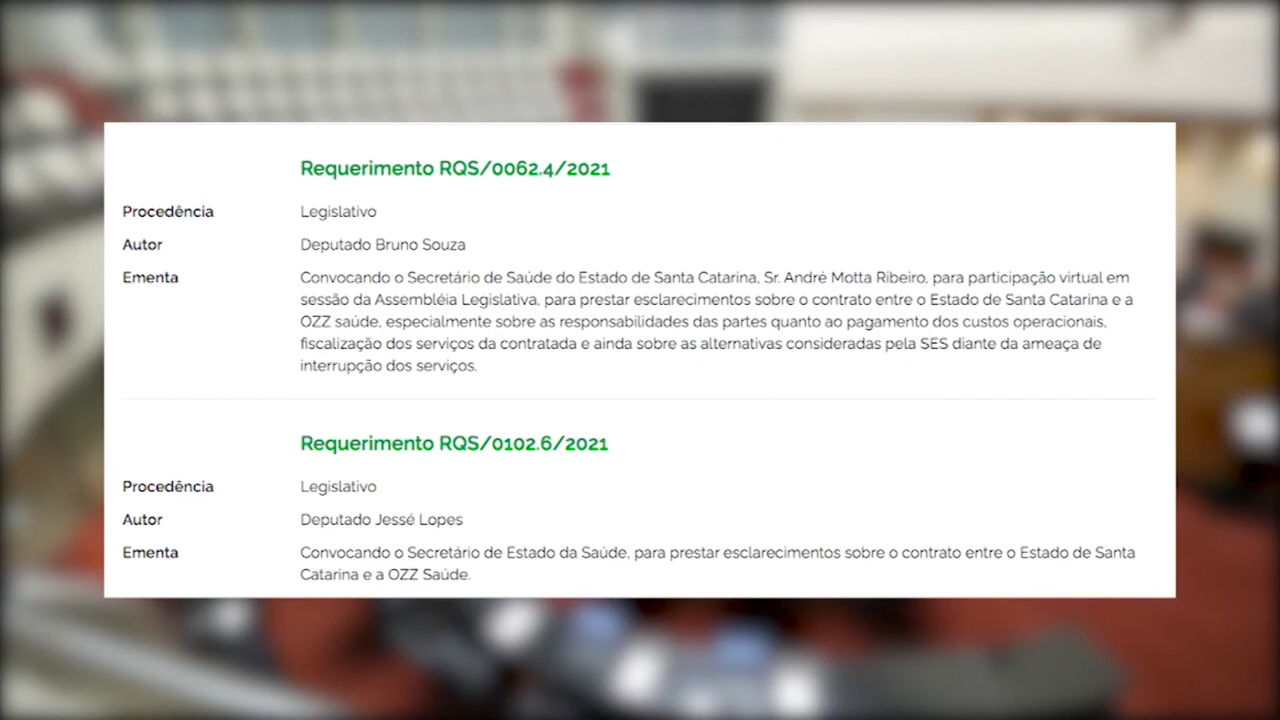 Requerimento RQS/0062.4/2021
Procedência Legislativo
Autor Deputado Bruno Souza
Ementa Convocando o Secretário de Saúde do Estado de Santa Catarina, Sr. André Motta Ribeiro, para participação virtual em
sessão da Assembléia Legislativa, para prestar esclarecimentos sobre o contrato entre o Estado de Santa Catarina e a
OZZ saúde, especialmente sobre as responsabilidades das partes quanto ao pagamento dos custos operacionais,
fiscalização dos serviços da contratada e ainda sobre as alternativas consideradas pela SES diante da ameaça de
interrupção dos serviços.
Requerimento RQS/0102.6/2021
Procedência Legislativo
Autor Deputado Jessé Lopes
Ementa Convocando o Secretário de Estado da Saúde, para prestar esclarecimentos sobre o contrato entre o Estado de Santa
Catarina e a OZZ Saúde.